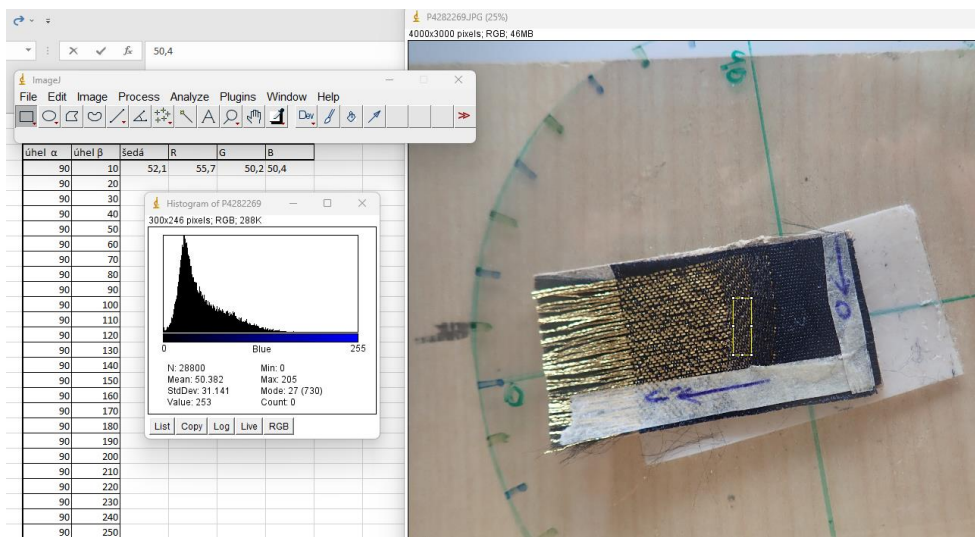 P4282269.JPG (25%)
4000x3000 pixels; RGB; 46MB
fx 50,4
ImageJ
File Edit Image Process Analyze Plugins Window Help
A Dev >>
úhel α úhel β šedá R G B
90 10 52,1 55,7 50,2 50,4
90 20
90 30
90 40
90 50
90 60
90 70
90 80
90 90
90 100
90 110
90 120
90 130
90 140
90 150
90 160
90 170
90 180
90 190
90 200
90 210
90 220
90 230
90 240
90 250
Histogram of P4282269
300x246 pixels; RGB; 288K
0 Blue 255
N: 28800 Min: 0
Mean: 50.382 Max: 205
StdDev: 31.141 Mode: 27 (730)
Value: 253 Count: 0
List Copy Log Live RGB